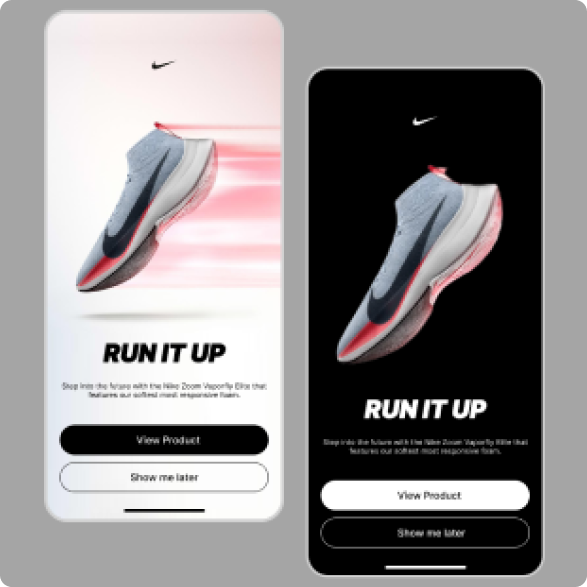 RUN IT UP
Step into the future with the Nike Zoom Vaporfly Elite that
features our softest most responsive foam.
View Product
Show me later
RUN IT UP
Step into the future with the Nike Zoom Vaporfly Elite that
features our softest most responsive foam.
View Product
Show me later